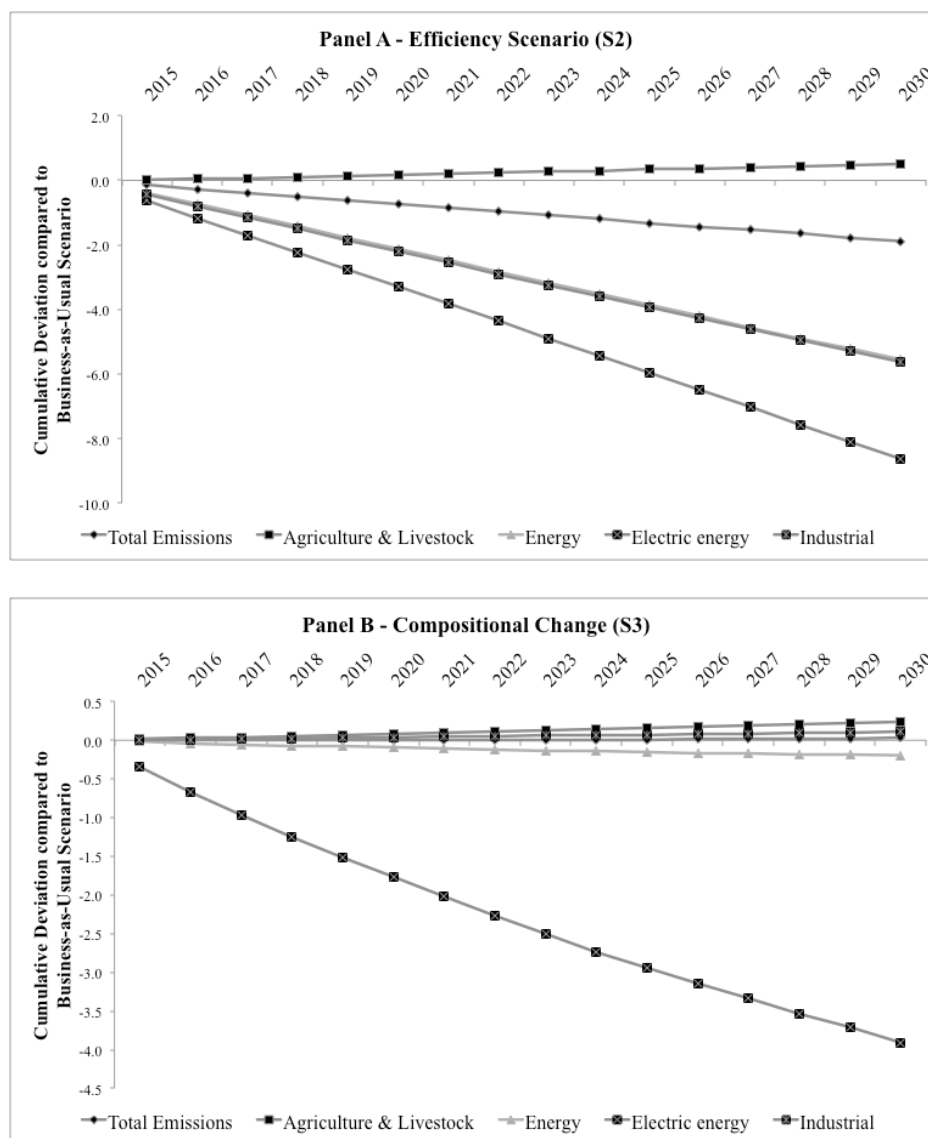 Panel A - Efficiency Scenario (S2)
2015 2016 2017 2018 2019 2020 2021 2022 2023 2024 2025 2026 2027 2028 2029 2030
Cumulative Deviation compared to
Business-as-Usual Scenario
2.0
0.0
-2.0
-4.0
-6.0
-8.0
-10.0
Total Emissions Agriculture & Livestock Energy Electric energy Industrial
Panel B - Compositional Change (S3)
2015 2016 2017 2018 2019 2020 2021 2022 2023 2024 2025 2026 2027 2028 2029 2030
Cumulative Deviation compared to
Business-as-Usual Scenario
0.5
0.0
-0.5
-1.0
-1.5
-2.0
-2.5
-3.0
-3.5
-4.0
-4.5
Total Emissions Agriculture & Livestock Energy Electric energy Industrial